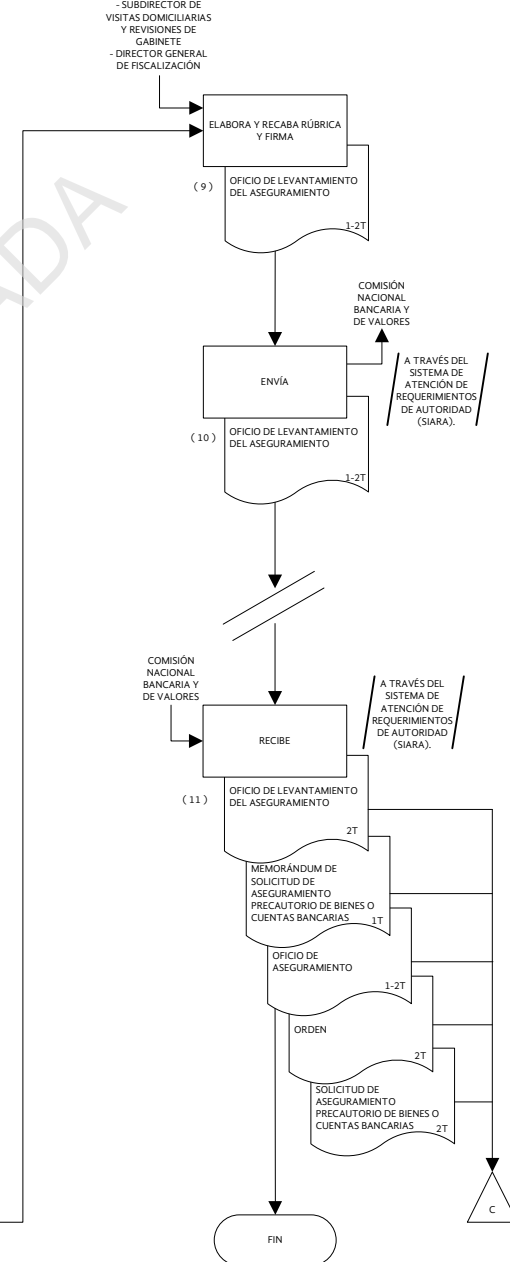 - SUBDIRECTOR DE
VISITAS DOMICILIARIAS
Y REVISIONES DE
GABINETE
- DIRECTOR GENERAL
DE FISCALIZACIÓN
ELABORA Y RECABA RÚBRICA
Y FIRMA
( 9 )
OFICIO DE LEVANTAMIENTO
DEL ASEGURAMIENTO
1-2T
COMISIÓN
NACIONAL
BANCARIA Y
DE VALORES
ENVÍA
A TRAVÉS DEL
SISTEMA DE
ATENCIÓN DE
REQUERIMIENTOS
DE AUTORIDAD
(SIARA).
( 10 )
OFICIO DE LEVANTAMIENTO
DEL ASEGURAMIENTO
1-2T
COMISIÓN
NACIONAL
BANCARIA Y
DE VALORES
RECIBE
A TRAVÉS DEL
SISTEMA DE
ATENCIÓN DE
REQUERIMIENTOS
DE AUTORIDAD
(SIARA).
( 11 )
OFICIO DE LEVANTAMIENTO
DEL ASEGURAMIENTO
2T
MEMORÁNDUM DE
SOLICITUD DE
ASEGURAMIENTO
PRECAUTORIO DE BIENES O
CUENTAS BANCARIAS
1T
OFICIO DE
ASEGURAMIENTO
1-2T
ORDEN
2T
SOLICITUD DE
ASEGURAMIENTO
PRECAUTORIO DE BIENES O
CUENTAS BANCARIAS
2T
C
FIN
ADA